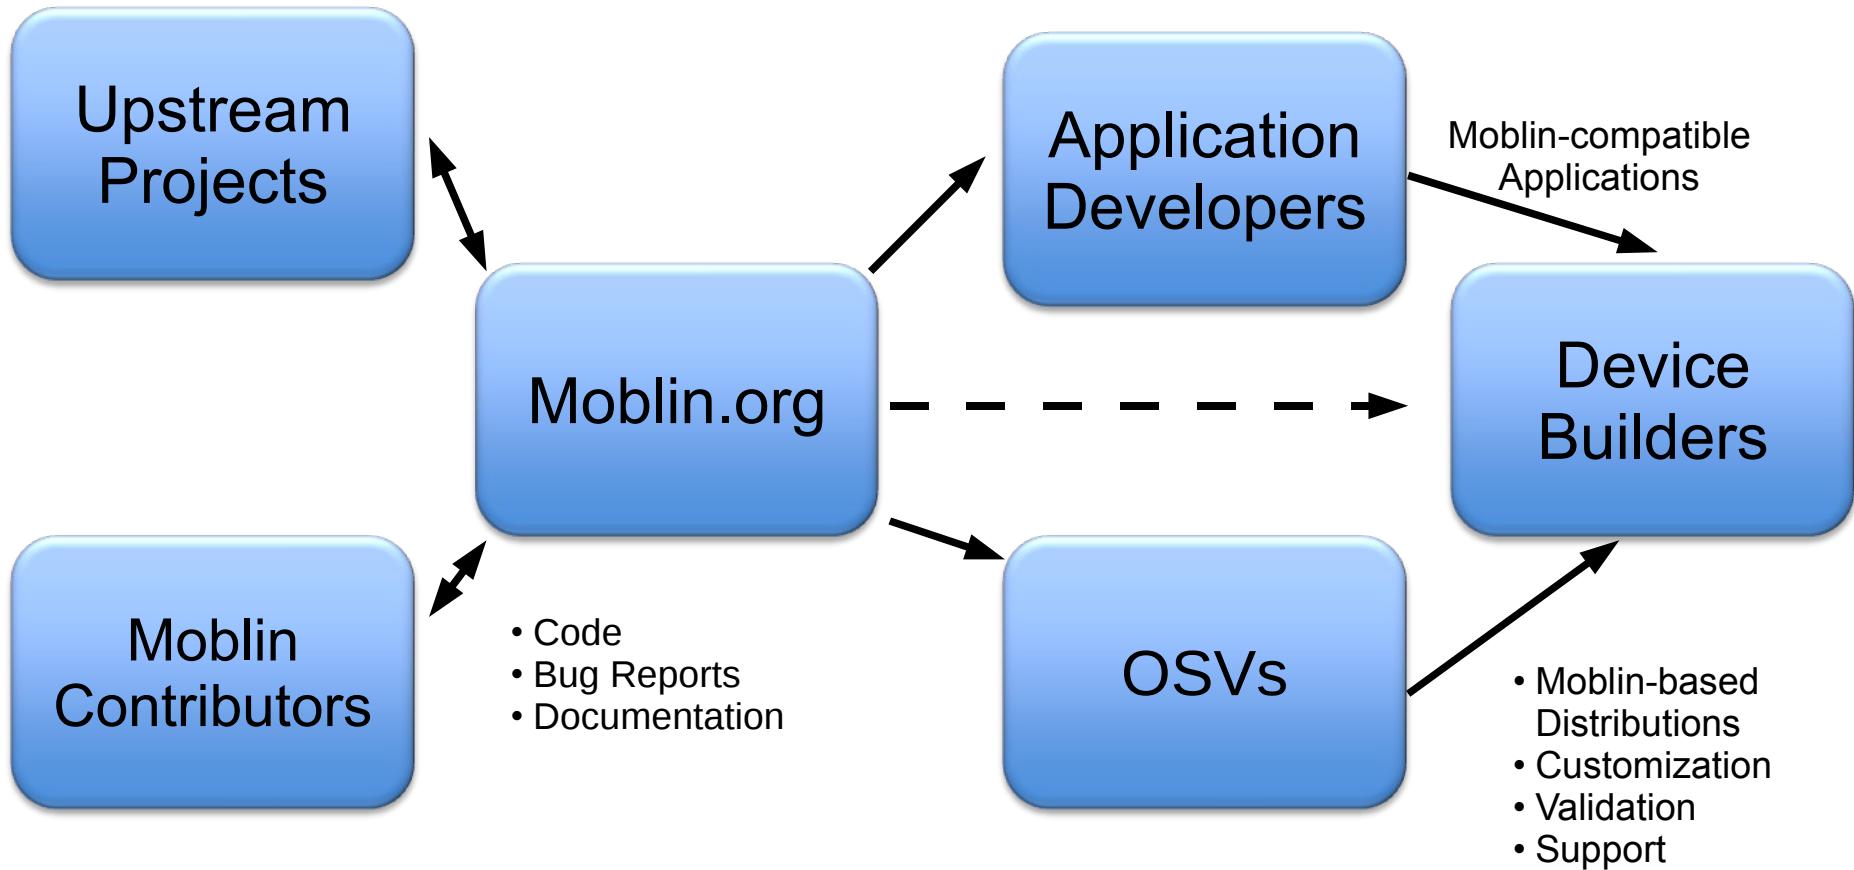 Upstream
Projects
Application
Developers
Moblin-compatible
Applications
Moblin.org
Device
Builders
Moblin
Contributors
• Code
• Bug Reports
• Documentation
OSVs
• Moblin-based
Distributions
• Customization
• Validation
• Support